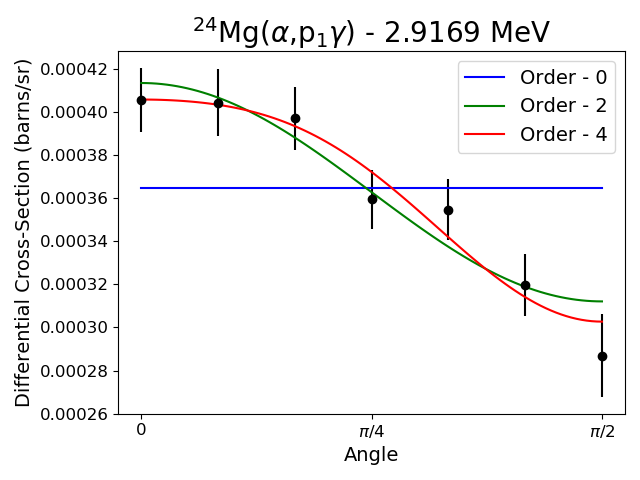 ²⁴Mg(α,p₁γ) - 2.9169 MeV
Differential Cross-Section (barns/sr)
0.00042
0.00040
0.00038
0.00036
0.00034
0.00032
0.00030
0.00028
0.00026
Order - 0
Order - 2
Order - 4
0
π/4
π/2
Angle